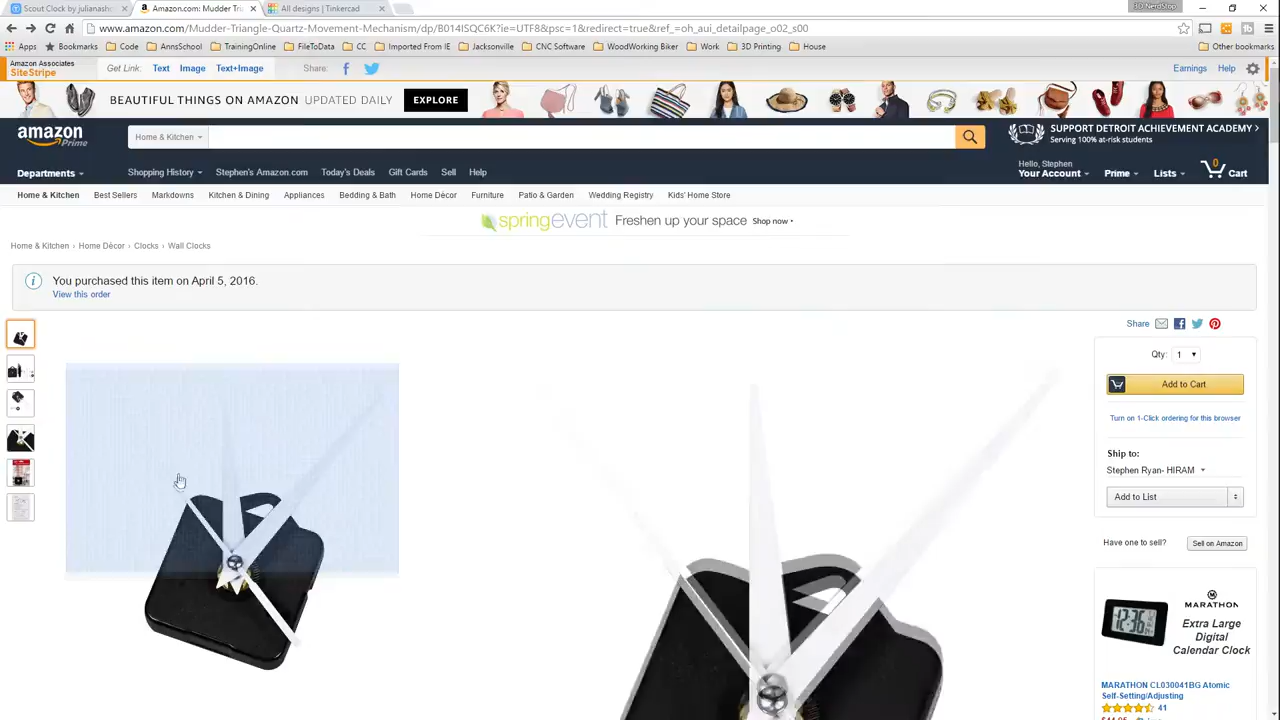 Scout Clock by julianasho
Amazon.com: Mudder Tria
All designs | Tinkercad
3D NerdStop
www.amazon.com/Mudder-Triangle-Quartz-Movement-Mechanism/dp/B014ISQC6K?ie=UTF8&psc=1&redirect=true&ref_=oh_aui_detailpage_o02_s00
Apps Bookmarks Code AnnsSchool TrainingOnline FileToData CC Imported From IE Jacksonville CNC Software WoodWorking Biker Work 3D Printing House Other bookmarks
Amazon Associates
SiteStripe
Get Link: Text Image Text+Image Share: Earnings Help
BEAUTIFUL THINGS ON AMAZON UPDATED DAILY EXPLORE
amazon
Prime
Home & Kitchen
SUPPORT DETROIT ACHIEVEMENT ACADEMY >
Serving 100% at-risk students
Departments
Shopping History Stephen's Amazon.com Today's Deals Gift Cards Sell Help
Hello, Stephen
Your Account Prime Lists 0 Cart
Home & Kitchen Best Sellers Markdowns Kitchen & Dining Appliances Bedding & Bath Home Décor Furniture Patio & Garden Wedding Registry Kids' Home Store
springevent Freshen up your space Shop now ›
Home & Kitchen › Home Décor › Clocks › Wall Clocks
i You purchased this item on April 5, 2016.
View this order
Share
Qty: 1
Add to Cart
Turn on 1-Click ordering for this browser
Ship to:
Stephen Ryan- HIRAM
Add to List
Have one to sell? Sell on Amazon
MARATHON
Extra Large
Digital
Calendar Clock
12:36
MARATHON CL030041BG Atomic
Self-Setting/Adjusting
41